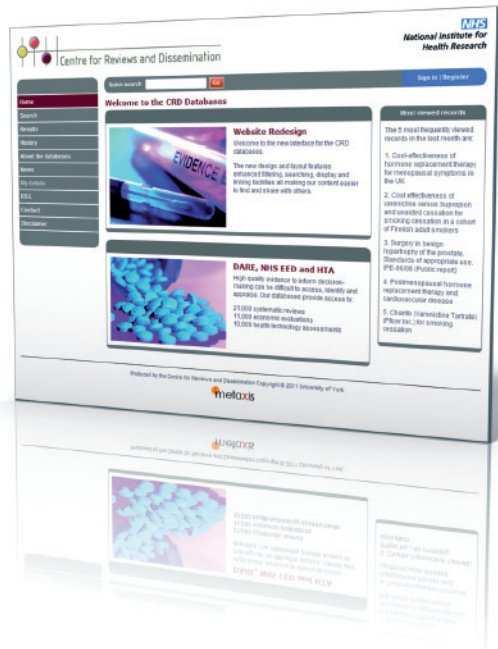 NHS
National Institute for
Health Research
Centre for Reviews and Dissemination
Quick search
Go
Sign in | Register
Home
Search
Results
History
About the databases
News
My details
RSS
Contact
Disclaimer
Welcome to the CRD Databases
EVIDENCE
Website Redesign
Welcome to the new interface for the CRD
databases.
The new design and layout features
enhanced filtering, searching, display and
linking facilities all making our content easier
to find and share with others.
DARE, NHS EED and HTA
High quality evidence to inform decision-
making can be difficult to access, identify and
appraise. Our databases provide access to:
21,000 systematic reviews
11,000 economic evaluations
10,000 health technology assessments
Most viewed records
The 5 most frequently viewed
records in the last month are:
1. Cost-effectiveness of
hormone replacement therapy
for menopausal symptoms in
the UK
2. Cost effectiveness of
varenicline versus bupropion
and unaided cessation for
smoking cessation in a cohort
of Finnish adult smokers
3. Surgery in benign
hypertrophy of the prostate.
Standards of appropriate use.
IPE-96/08 (Public report)
4. Postmenopausal hormone
replacement therapy and
cardiovascular disease
5. Chantix (Varenicline Tartrate)
(Pfizer Inc.) for smoking
cessation
Produced by the Centre for Reviews and Dissemination Copyright © 2011 University of York
metaxis